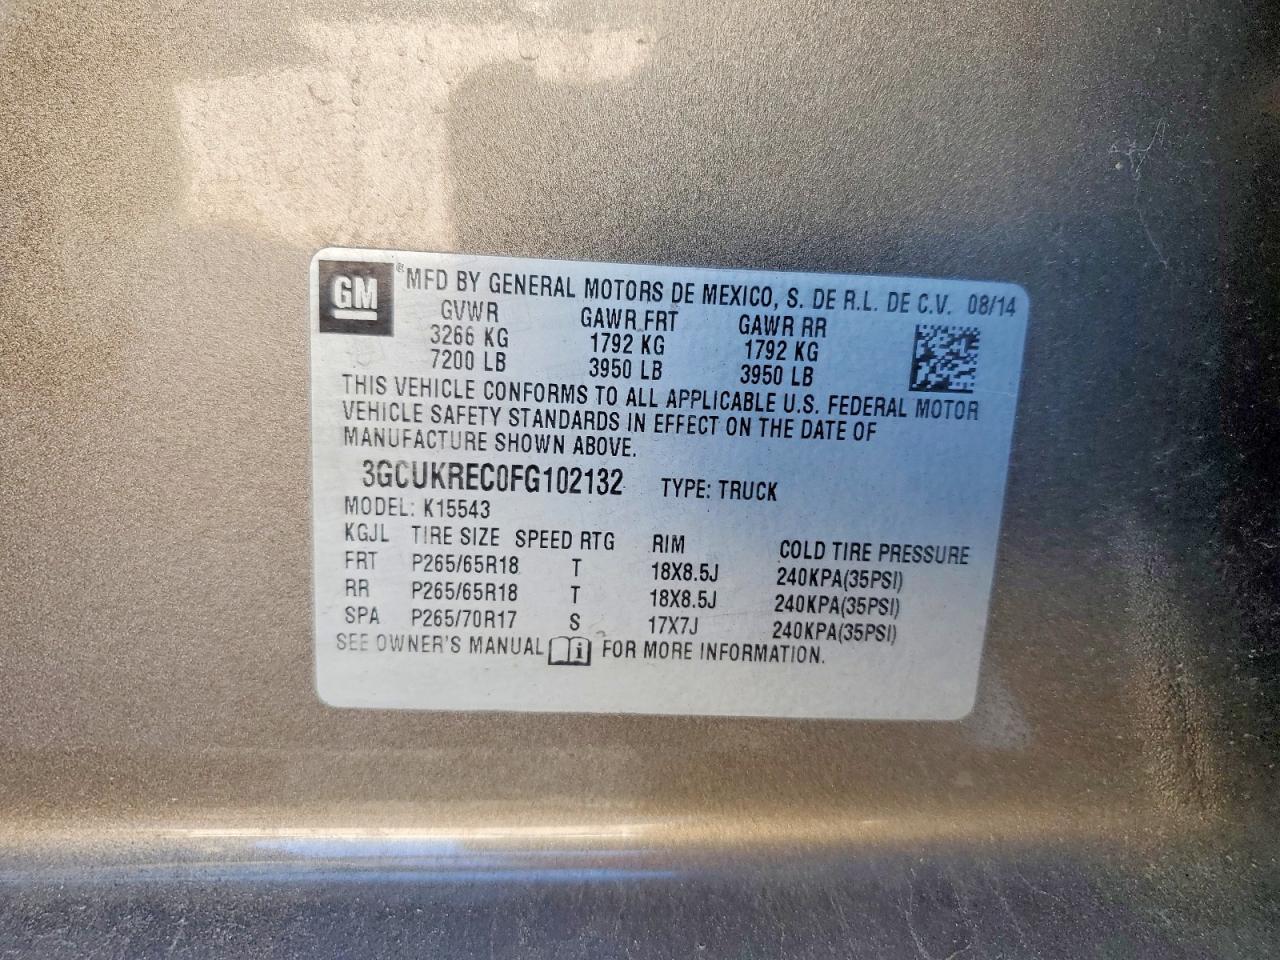 GM ® MFD BY GENERAL MOTORS DE MEXICO, S. DE R.L. DE C.V. 08/14
GVWR GAWR FRT GAWR RR
3266 KG 1792 KG 1792 KG
7200 LB 3950 LB 3950 LB
THIS VEHICLE CONFORMS TO ALL APPLICABLE U.S. FEDERAL MOTOR
VEHICLE SAFETY STANDARDS IN EFFECT ON THE DATE OF
MANUFACTURE SHOWN ABOVE.
3GCUKREC0FG102132 TYPE: TRUCK
MODEL: K15543
KGJL TIRE SIZE SPEED RTG RIM COLD TIRE PRESSURE
FRT P265/65R18 T 18X8.5J 240KPA(35PSI)
RR P265/65R18 T 18X8.5J 240KPA(35PSI)
SPA P265/70R17 S 17X7J 240KPA(35PSI)
SEE OWNER'S MANUAL i FOR MORE INFORMATION.